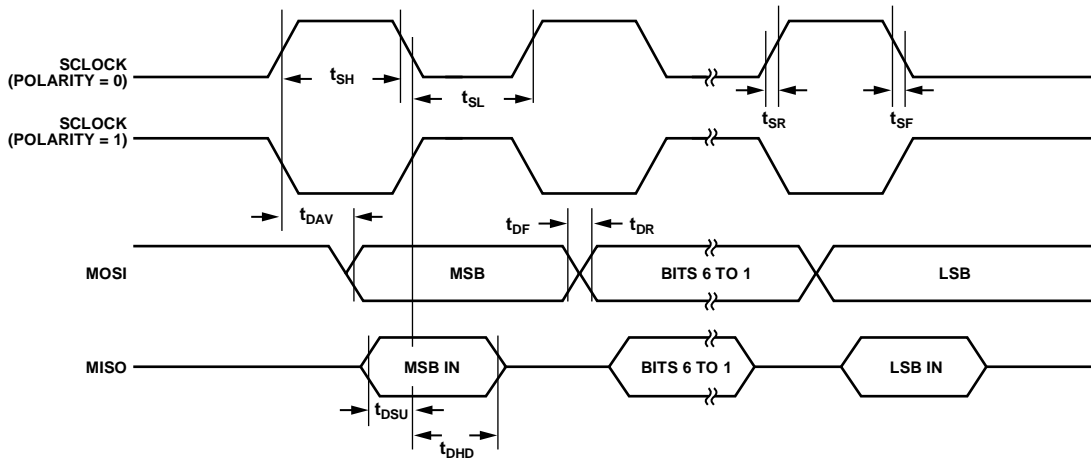 SCLOCK
(POLARITY = 0)
tSH
tSL
tSR
tSF
SCLOCK
(POLARITY = 1)
tDAV
tDF
tDR
MOSI
MSB
BITS 6 TO 1
LSB
MISO
MSB IN
BITS 6 TO 1
LSB IN
tDSU
tDHD